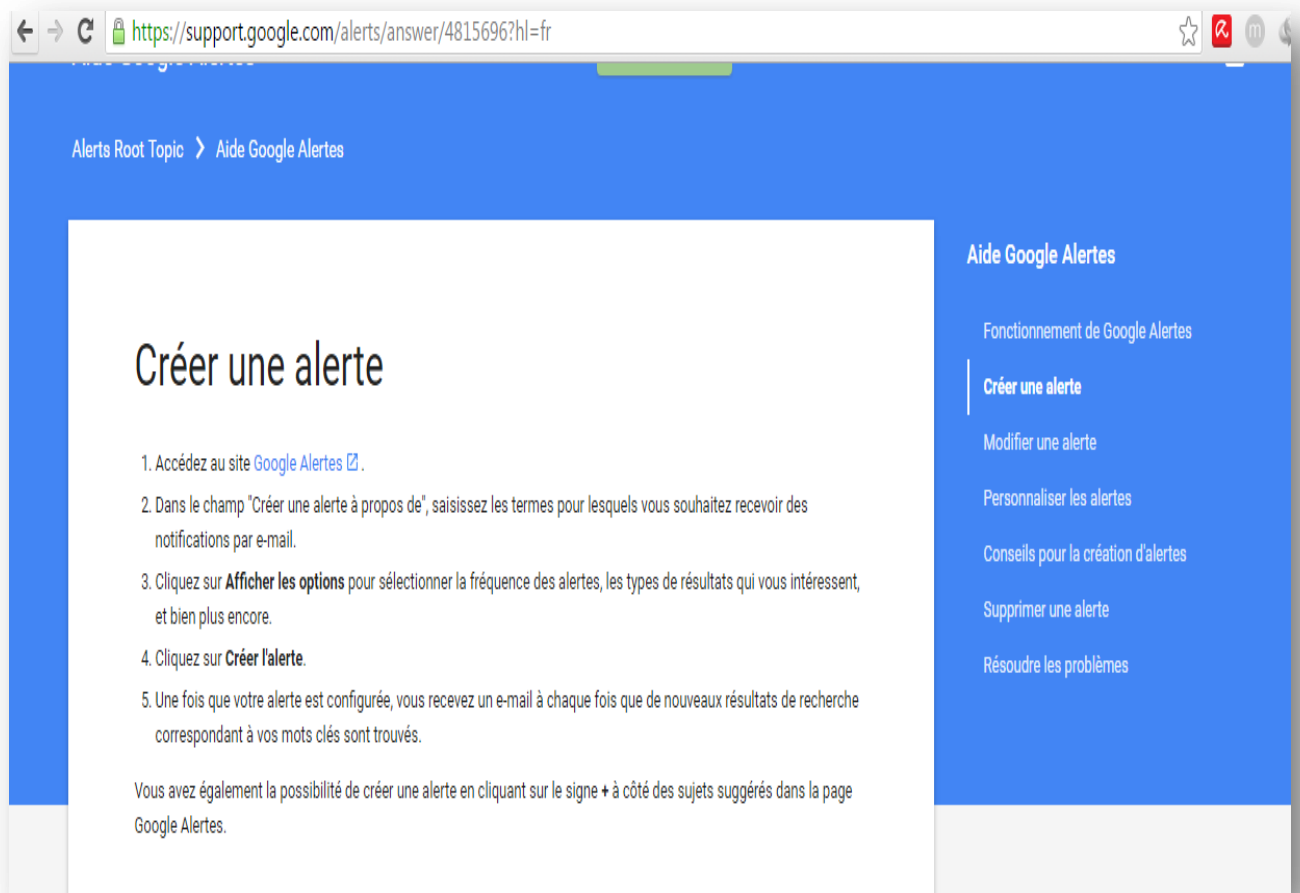 https://support.google.com/alerts/answer/4815696?hl=fr
Aide Google Alertes
Alerts Root Topic > Aide Google Alertes
Créer une alerte
1. Accédez au site Google Alertes.
2. Dans le champ "Créer une alerte à propos de", saisissez les termes pour lesquels vous souhaitez recevoir des
notifications par e-mail.
3. Cliquez sur Afficher les options pour sélectionner la fréquence des alertes, les types de résultats qui vous intéressent,
et bien plus encore.
4. Cliquez sur Créer l'alerte.
5. Une fois que votre alerte est configurée, vous recevez un e-mail à chaque fois que de nouveaux résultats de recherche
correspondant à vos mots clés sont trouvés.
Vous avez également la possibilité de créer une alerte en cliquant sur le signe + à côté des sujets suggérés dans la page
Google Alertes.
Aide Google Alertes
Fonctionnement de Google Alertes
Créer une alerte
Modifier une alerte
Personnaliser les alertes
Conseils pour la création d'alertes
Supprimer une alerte
Résoudre les problèmes